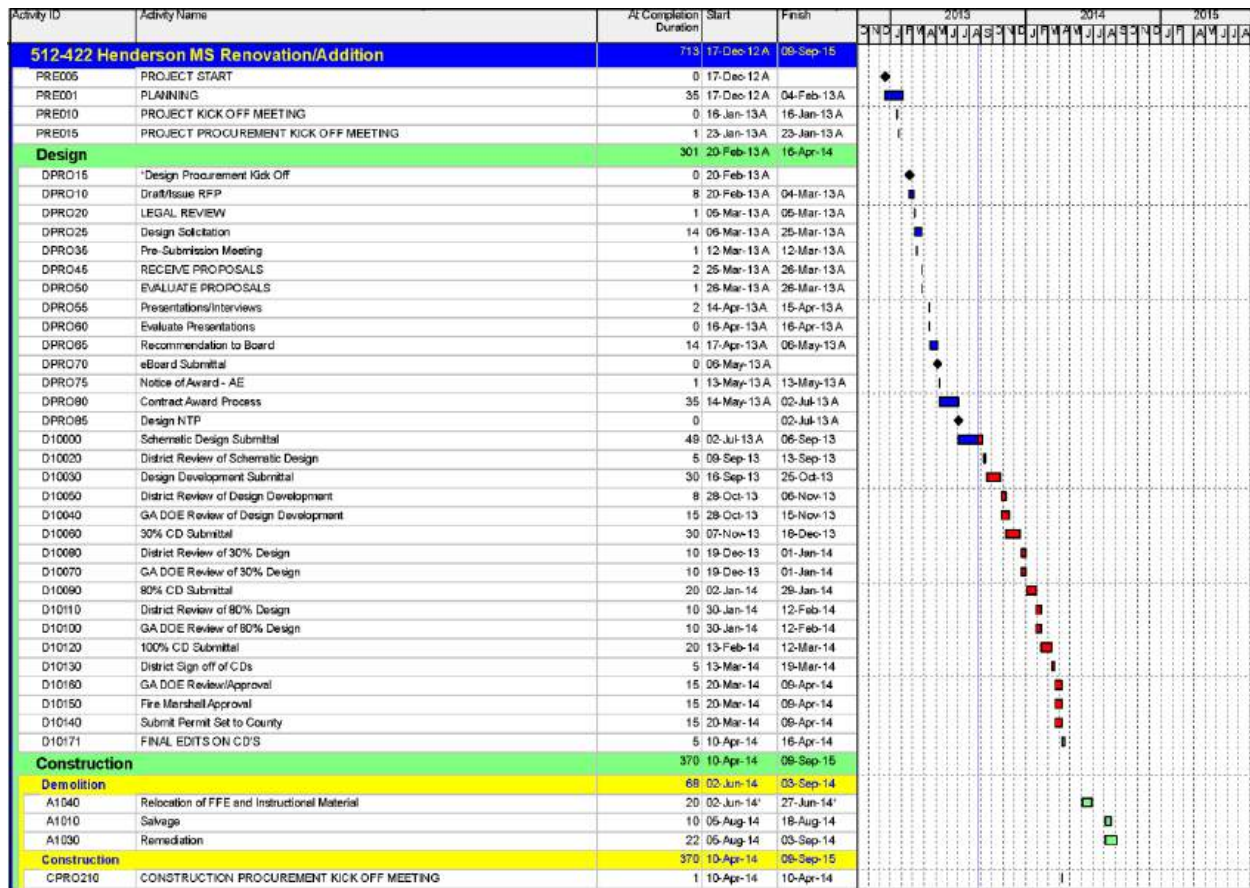 Activity ID Activity Name At Completion Duration Start Finish 2013 2014 2015
O N D J F M A M J J A S O N D J F M A M J J A S O N D J F M A M J J A
512-422 Henderson MS Renovation/Addition 713 17-Dec-12 A 09-Sep-15
PRE005 PROJECT START 0 17-Dec-12 A
PRE001 PLANNING 35 17-Dec-12 A 04-Feb-13 A
PRE010 PROJECT KICK OFF MEETING 0 16-Jan-13 A 16-Jan-13 A
PRE015 PROJECT PROCUREMENT KICK OFF MEETING 1 23-Jan-13 A 23-Jan-13 A
Design 301 20-Feb-13 A 16-Apr-14
DPRO15 *Design Procurement Kick Off 0 20-Feb-13 A
DPRO10 Draft/Issue RFP 8 20-Feb-13 A 04-Mar-13 A
DPRO20 LEGAL REVIEW 1 05-Mar-13 A 05-Mar-13 A
DPRO25 Design Solicitation 14 06-Mar-13 A 25-Mar-13 A
DPRO35 Pre-Submission Meeting 1 12-Mar-13 A 12-Mar-13 A
DPRO45 RECEIVE PROPOSALS 2 25-Mar-13 A 26-Mar-13 A
DPRO50 EVALUATE PROPOSALS 1 26-Mar-13 A 26-Mar-13 A
DPRO55 Presentations/Interviews 2 14-Apr-13 A 15-Apr-13 A
DPRO60 Evaluate Presentations 0 16-Apr-13 A 16-Apr-13 A
DPRO65 Recommendation to Board 14 17-Apr-13 A 06-May-13 A
DPRO70 eBoard Submittal 0 06-May-13 A
DPRO75 Notice of Award - AE 1 13-May-13 A 13-May-13 A
DPRO80 Contract Award Process 35 14-May-13 A 02-Jul-13 A
DPRO85 Design NTP 0 02-Jul-13 A
D10000 Schematic Design Submittal 49 02-Jul-13 A 06-Sep-13
D10020 District Review of Schematic Design 5 09-Sep-13 13-Sep-13
D10030 Design Development Submittal 30 16-Sep-13 25-Oct-13
D10050 District Review of Design Development 8 28-Oct-13 06-Nov-13
D10040 GA DOE Review of Design Development 15 28-Oct-13 15-Nov-13
D10060 30% CD Submittal 30 07-Nov-13 18-Dec-13
D10080 District Review of 30% Design 10 19-Dec-13 01-Jan-14
D10070 GA DOE Review of 30% Design 10 19-Dec-13 01-Jan-14
D10090 80% CD Submittal 20 02-Jan-14 29-Jan-14
D10110 District Review of 80% Design 10 30-Jan-14 12-Feb-14
D10100 GA DOE Review of 80% Design 10 30-Jan-14 12-Feb-14
D10120 100% CD Submittal 20 13-Feb-14 12-Mar-14
D10130 District Sign off of CDs 5 13-Mar-14 19-Mar-14
D10160 GA DOE Review/Approval 15 20-Mar-14 09-Apr-14
D10150 Fire Marshall Approval 15 20-Mar-14 09-Apr-14
D10140 Submit Permit Set to County 15 20-Mar-14 09-Apr-14
D10171 FINAL EDITS ON CD'S 5 10-Apr-14 16-Apr-14
Construction 370 10-Apr-14 09-Sep-15
Demolition 68 02-Jun-14 03-Sep-14
A1040 Relocation of FFE and Instructional Material 20 02-Jun-14* 27-Jun-14*
A1010 Salvage 10 05-Aug-14 18-Aug-14
A1030 Remediation 22 05-Aug-14 03-Sep-14
Construction 370 10-Apr-14 09-Sep-15
CPRO210 CONSTRUCTION PROCUREMENT KICK OFF MEETING 1 10-Apr-14 10-Apr-14